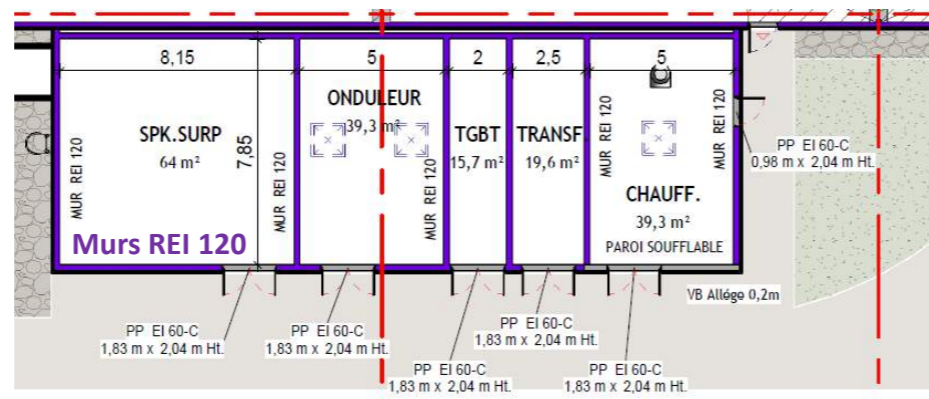 8,15
5
2
2,5
5
SPK.SURP
64 m²
7,85
MUR REI 120
MUR REI 120
Murs REI 120
ONDULEUR
39,3 m²
MUR REI 120
TGBT
15,7 m²
TRANSF.
19,6 m²
MUR REI 120
MUR REI 120
CHAUFF.
39,3 m²
PAROI SOUFFLABLE
PP EI 60-C
0,98 m x 2,04 m Ht.
VB Allége 0,2m
PP EI 60-C
1,83 m x 2,04 m Ht.
PP EI 60-C
1,83 m x 2,04 m Ht.
PP EI 60-C
1,83 m x 2,04 m Ht.
PP EI 60-C
1,83 m x 2,04 m Ht.
PP EI 60-C
1,83 m x 2,04 m Ht.